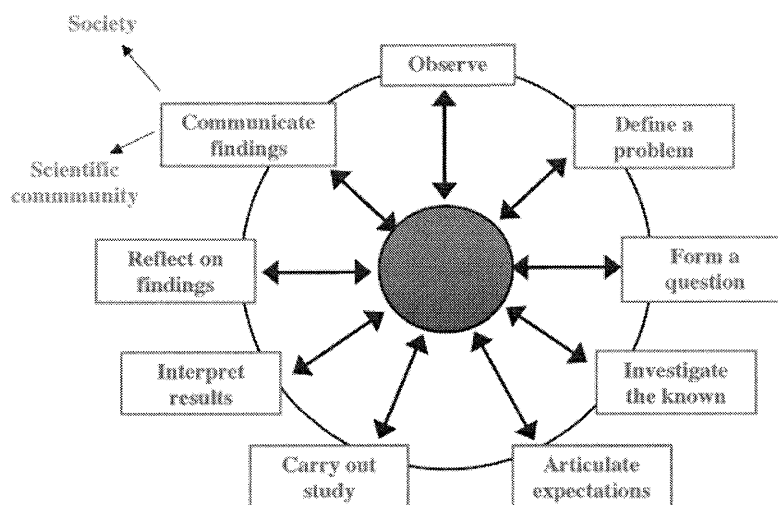 Society
Observe
Communicate
findings
Define a
problem
Scientific
commmunity
Reflect on
findings
Form a
question
Interpret
results
Investigate
the known
Carry out
study
Articulate
expectations